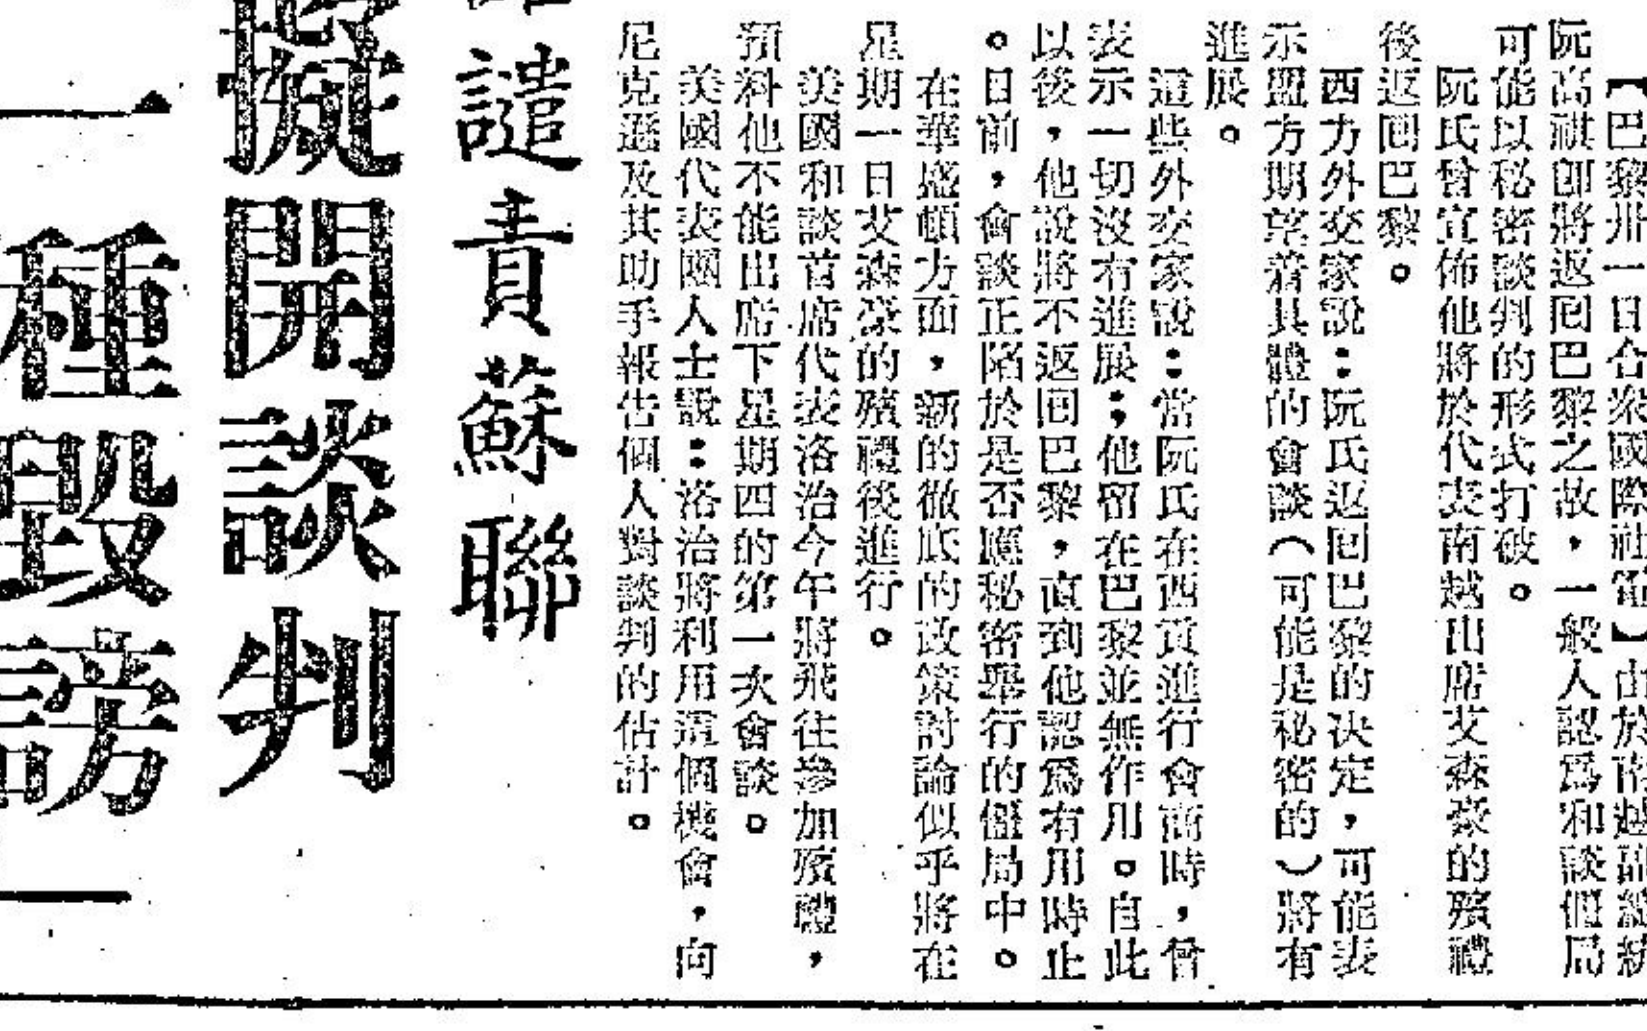 【巴黎卅一日合衆國際社電】由於南越副總統
阮高祺卽將返囘巴黎之故，一般人認爲和談僵局
可能以秘密談判的形式打破。
阮氏曾宣佈他將於代表南越出席艾森豪的殯禮
後返囘巴黎。
西方外交家說：阮氏返囘巴黎的决定，可能表
示盟方期望着具體的會談（可能是秘密的）將有
進展。
這些外交家說：當阮氏在西貢進行會商時，曾
表示一切沒有進展；他留在巴黎並無作用。自此
以後，他說將不返囘巴黎，直到他認爲有用時止
。日前，會談正陷於是否應秘密舉行的僵局中。
在華盛頓方面，新的徹底的政策討論似乎將在
星期一日艾森豪的殯禮後進行。
美國和談首席代表洛治今午將飛往參加殯禮，
預料他不能出席下星期四的第一次會談。
美國代表團人士說：洛治將利用這個機會，向
尼克遜及其助手報告個人對談判的估計。
譴責蘇聯
擬開談判
一種毀謗